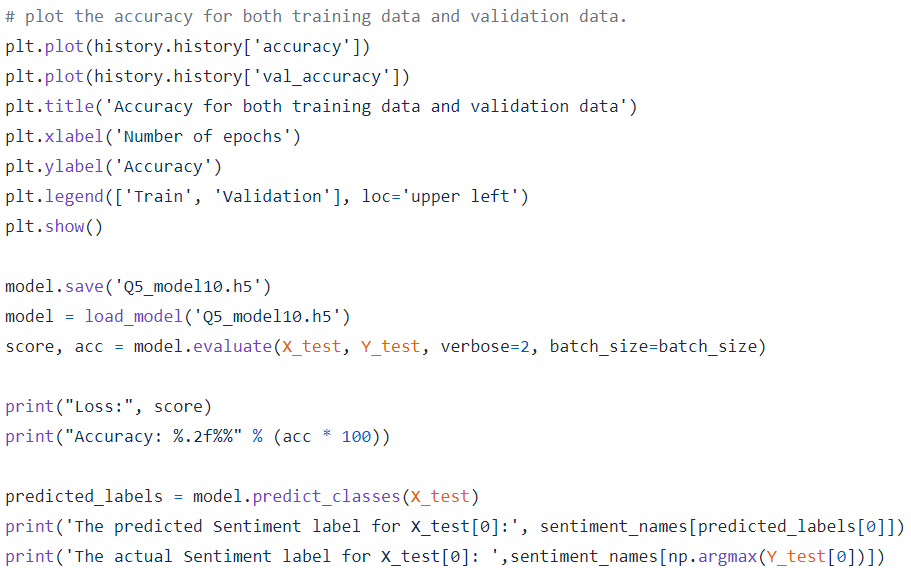 # plot the accuracy for both training data and validation data.
plt.plot(history.history['accuracy'])
plt.plot(history.history['val_accuracy'])
plt.title('Accuracy for both training data and validation data')
plt.xlabel('Number of epochs')
plt.ylabel('Accuracy')
plt.legend(['Train', 'Validation'], loc='upper left')
plt.show()
model.save('Q5_model10.h5')
model = load_model('Q5_model10.h5')
score, acc = model.evaluate(X_test, Y_test, verbose=2, batch_size=batch_size)
print("Loss:", score)
print("Accuracy: %.2f%%" % (acc * 100))
predicted_labels = model.predict_classes(X_test)
print('The predicted Sentiment label for X_test[0]:', sentiment_names[predicted_labels[0]])
print('The actual Sentiment label for X_test[0]: ',sentiment_names[np.argmax(Y_test[0])])